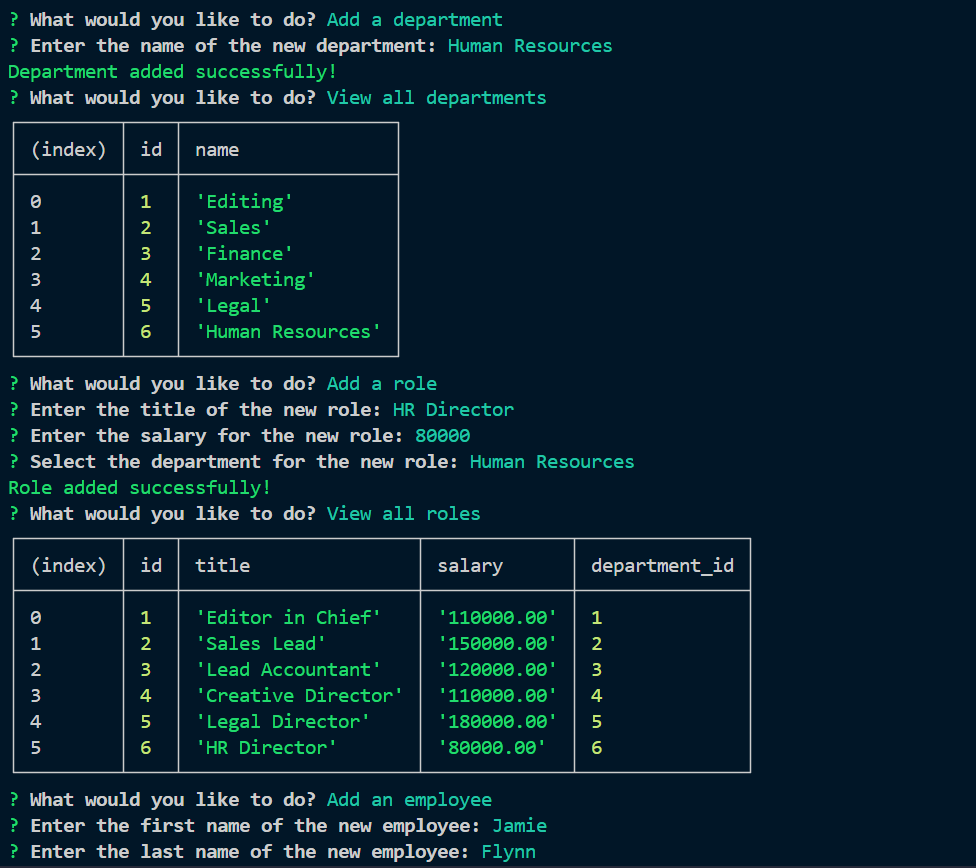 ? What would you like to do? Add a department
? Enter the name of the new department: Human Resources
Department added successfully!
? What would you like to do? View all departments
(index) id name
0 1 'Editing'
1 2 'Sales'
2 3 'Finance'
3 4 'Marketing'
4 5 'Legal'
5 6 'Human Resources'
? What would you like to do? Add a role
? Enter the title of the new role: HR Director
? Enter the salary for the new role: 80000
? Select the department for the new role: Human Resources
Role added successfully!
? What would you like to do? View all roles
(index) id title salary department_id
0 1 'Editor in Chief' '110000.00' 1
1 2 'Sales Lead' '150000.00' 2
2 3 'Lead Accountant' '120000.00' 3
3 4 'Creative Director' '110000.00' 4
4 5 'Legal Director' '180000.00' 5
5 6 'HR Director' '80000.00' 6
? What would you like to do? Add an employee
? Enter the first name of the new employee: Jamie
? Enter the last name of the new employee: Flynn